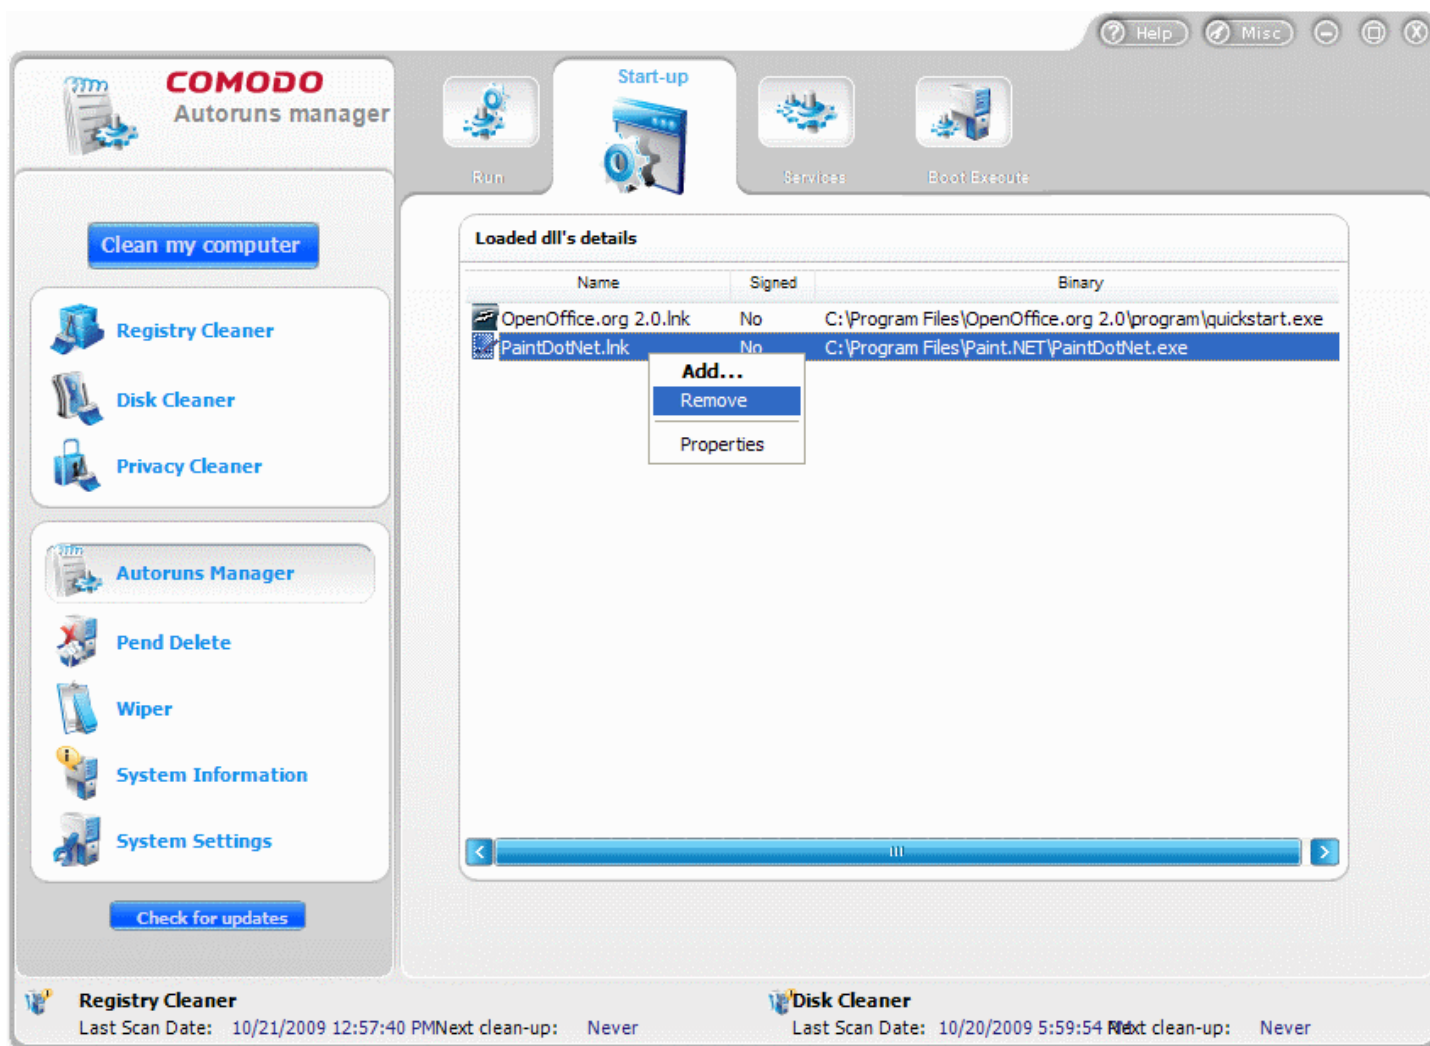 Help
Misc
COMODO
Autoruns manager
Run
Start-up
Services
Boot Execute
Clean my computer
Registry Cleaner
Disk Cleaner
Privacy Cleaner
Autoruns Manager
Pend Delete
Wiper
System Information
System Settings
Check for updates
Loaded dll's details
Name Signed Binary
OpenOffice.org 2.0.lnk No C:\Program Files\OpenOffice.org 2.0\program\quickstart.exe
PaintDotNet.lnk No C:\Program Files\Paint.NET\PaintDotNet.exe
Add...
Remove
Properties
Registry Cleaner
Last Scan Date: 10/21/2009 12:57:40 PM Next clean-up: Never
Disk Cleaner
Last Scan Date: 10/20/2009 5:59:54 Next clean-up: Never